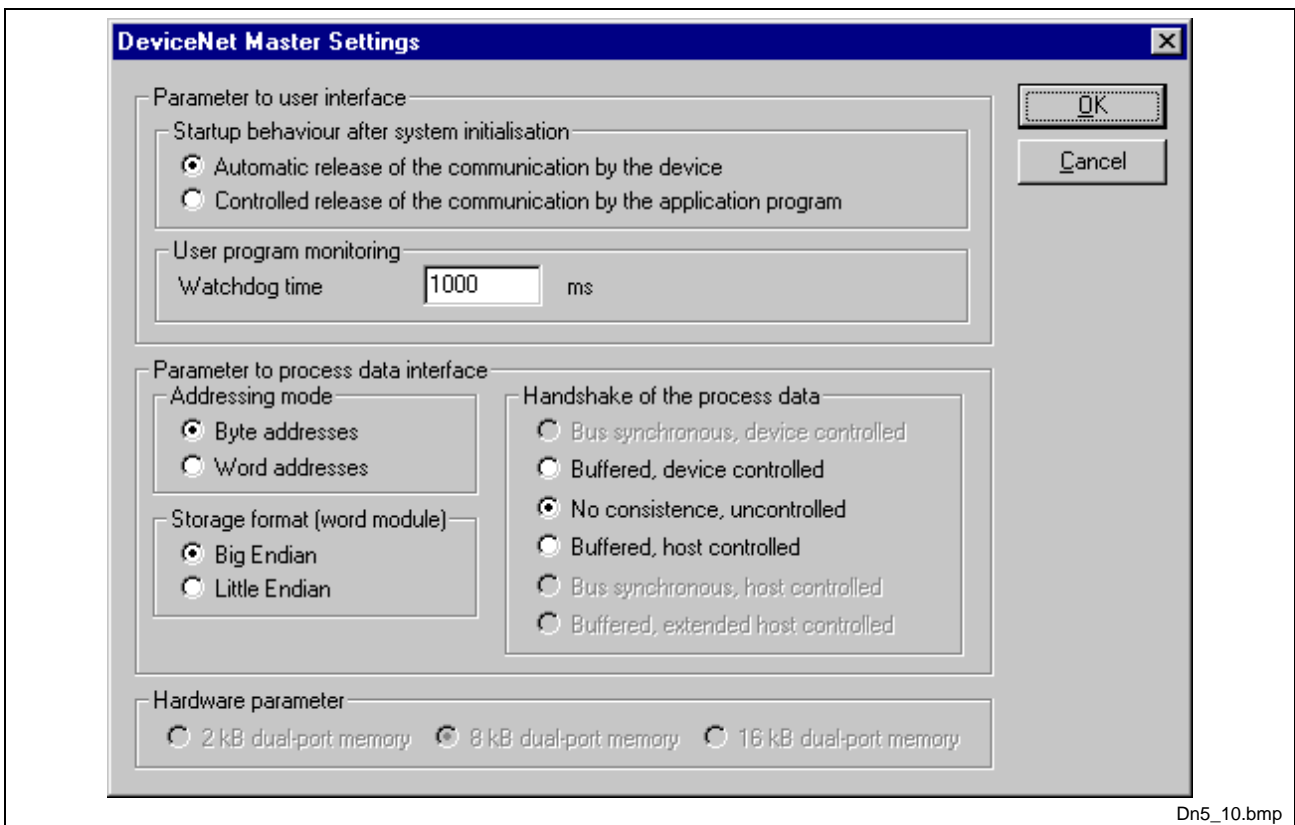 DeviceNet Master Settings
Parameter to user interface
Startup behaviour after system initialisation
Automatic release of the communication by the device
Controlled release of the communication by the application program
User program monitoring
Watchdog time 1000 ms
OK
Cancel
Parameter to process data interface
Addressing mode
Byte addresses
Word addresses
Storage format (word module)
Big Endian
Little Endian
Handshake of the process data
Bus synchronous, device controlled
Buffered, device controlled
No consistence, uncontrolled
Buffered, host controlled
Bus synchronous, host controlled
Buffered, extended host controlled
Hardware parameter
2 kB dual-port memory 8 kB dual-port memory 16 kB dual-port memory
Dn5_10.bmp